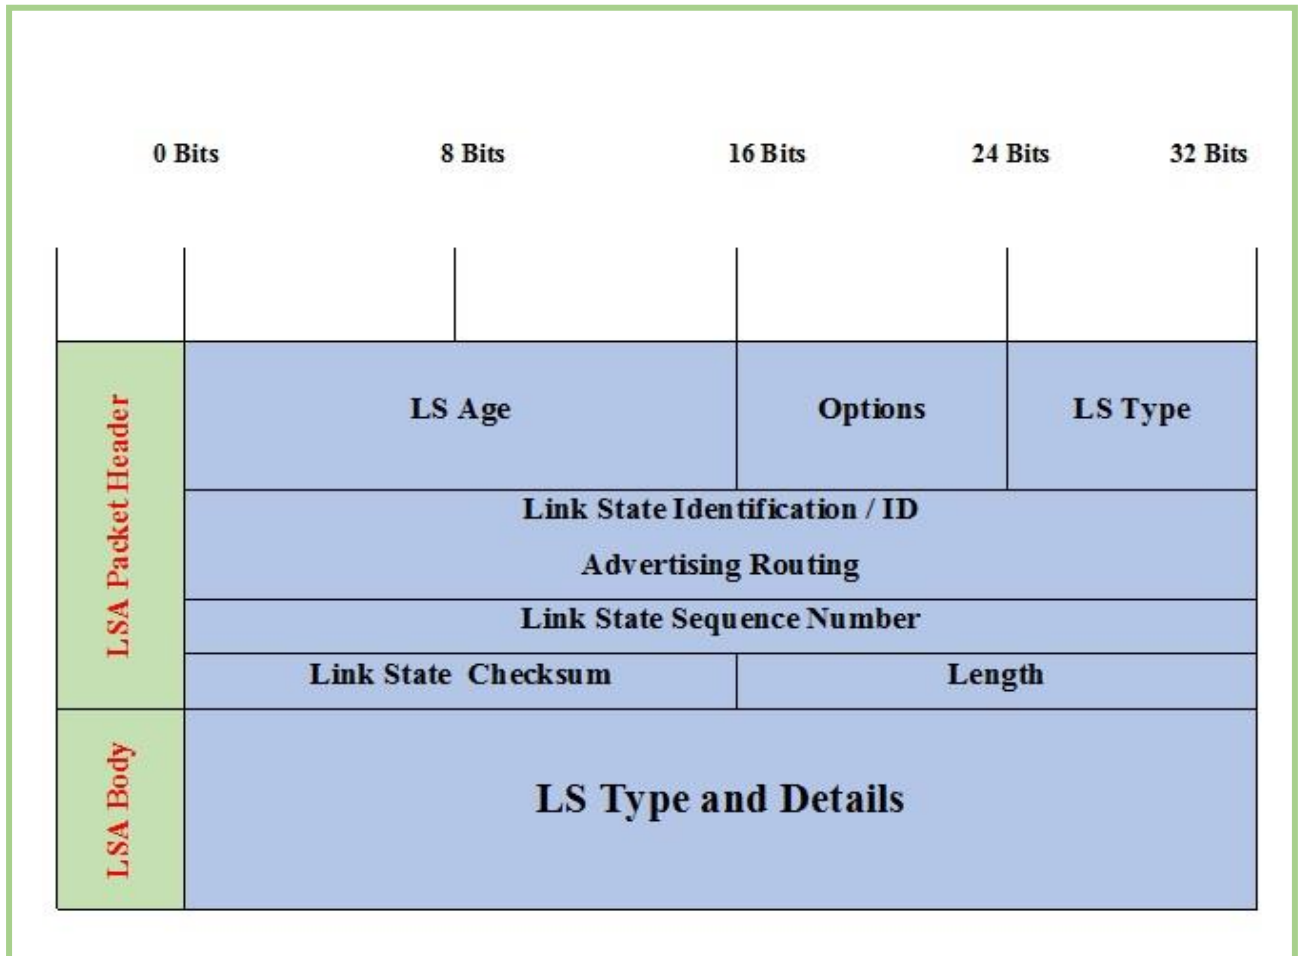 0 Bits 8 Bits 16 Bits 24 Bits 32 Bits
LSA Packet Header
LS Age Options LS Type
Link State Identification / ID
Advertising Routing
Link State Sequence Number
Link State Checksum Length
LSA Body
LS Type and Details